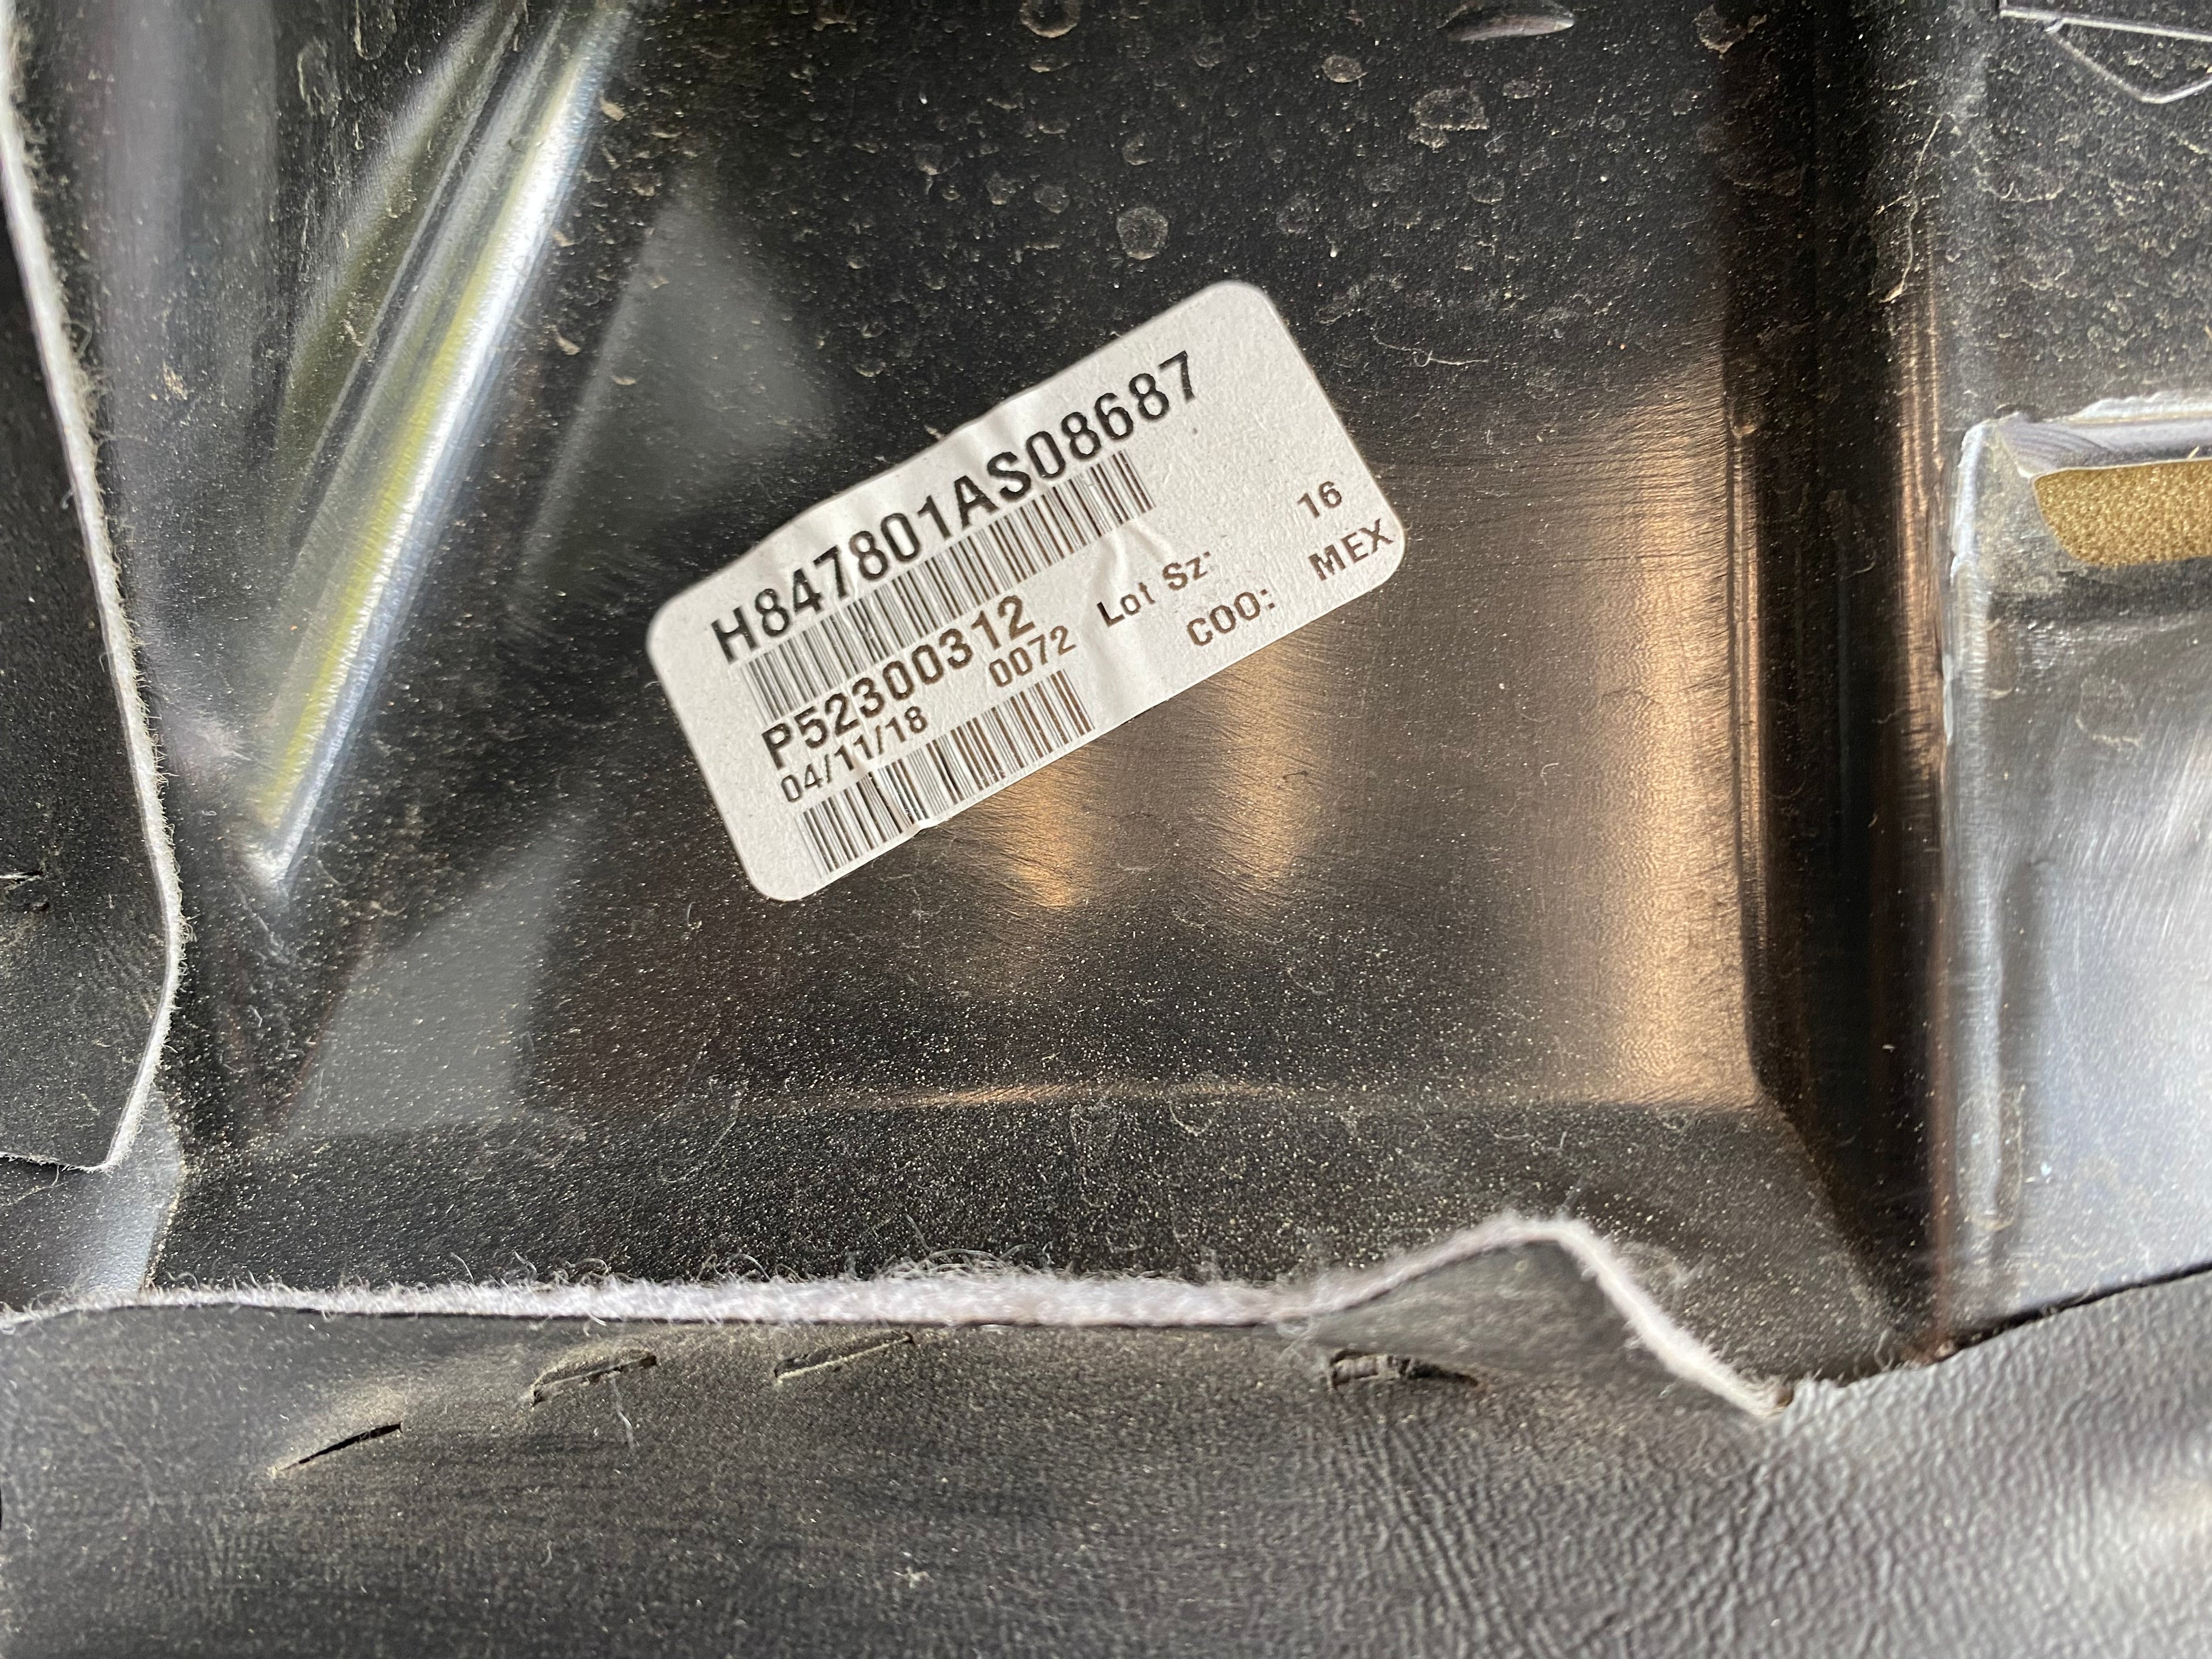 H847801AS08687
P52300312
04/11/18 0072 Lot Sz: 16
COO: MEX